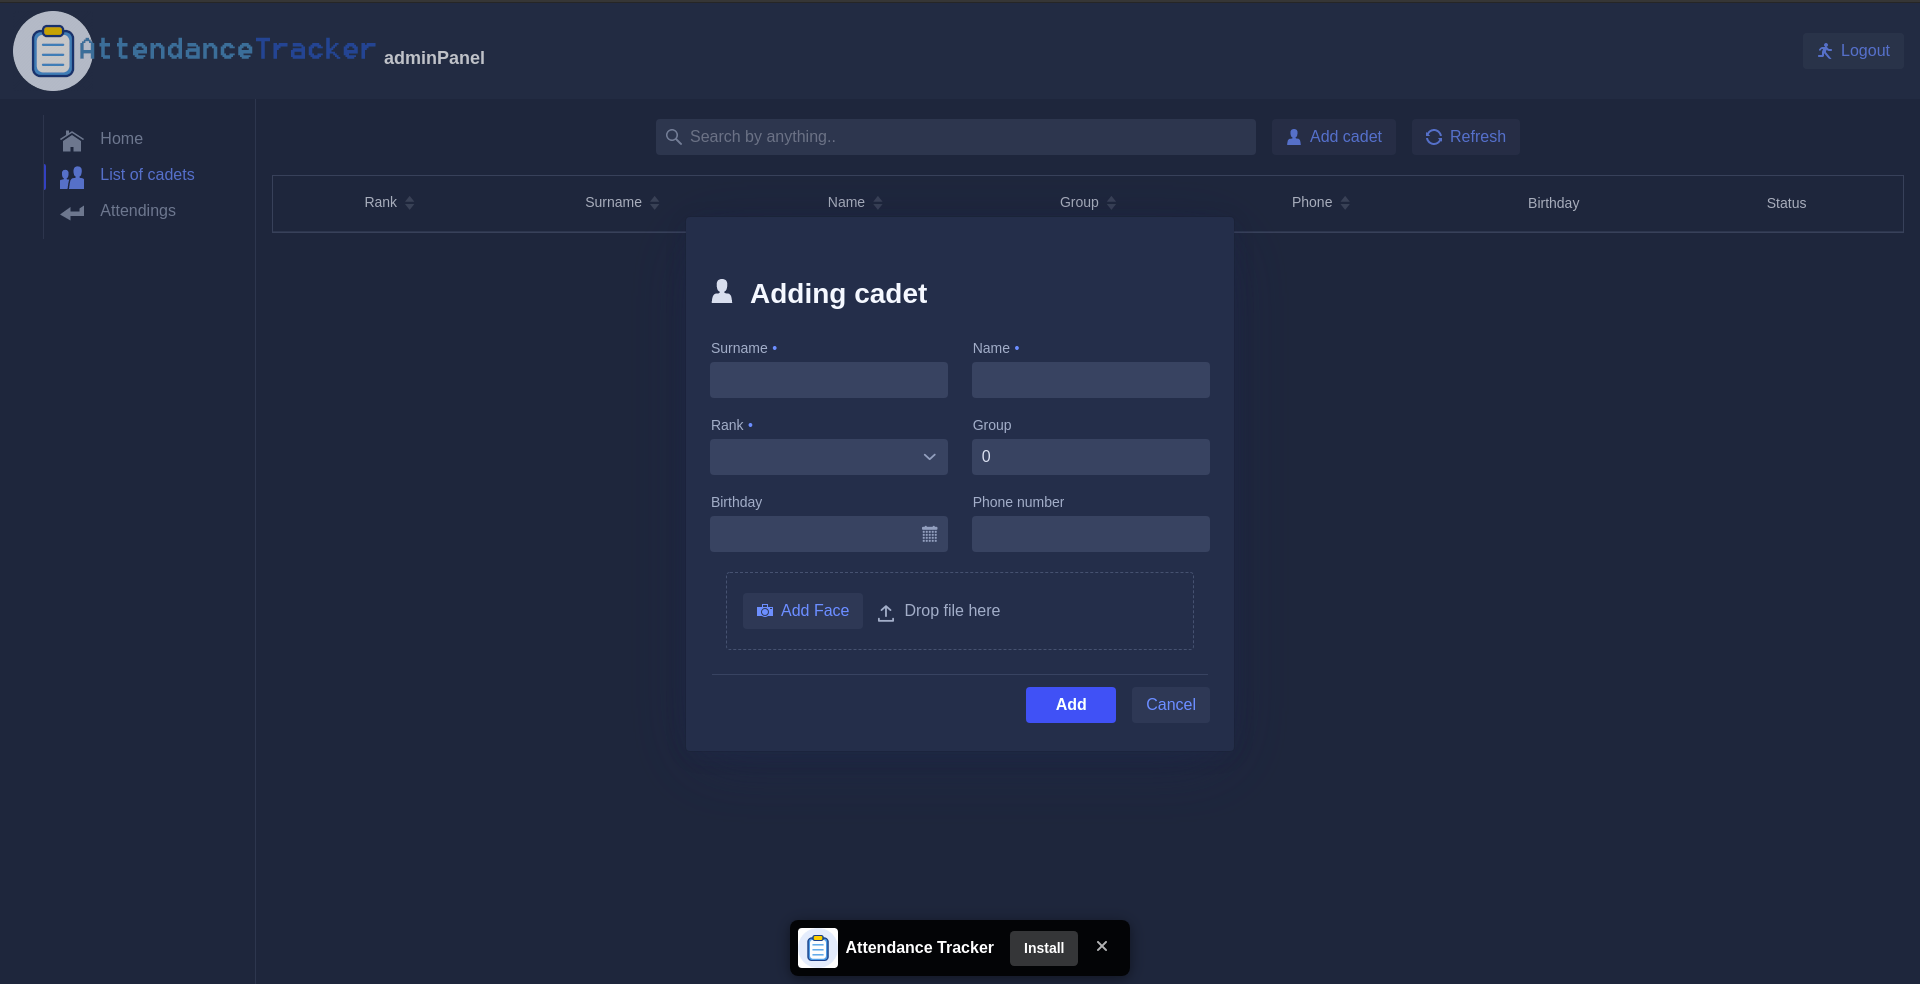 AttendanceTracker adminPanel
Logout
Home
List of cadets
Attendings
Search by anything..
Add cadet
Refresh
Rank Surname Name Group Phone Birthday Status
Adding cadet
Surname • Name •
Rank • Group
0
Birthday Phone number
Add Face Drop file here
Add Cancel
Attendance Tracker Install